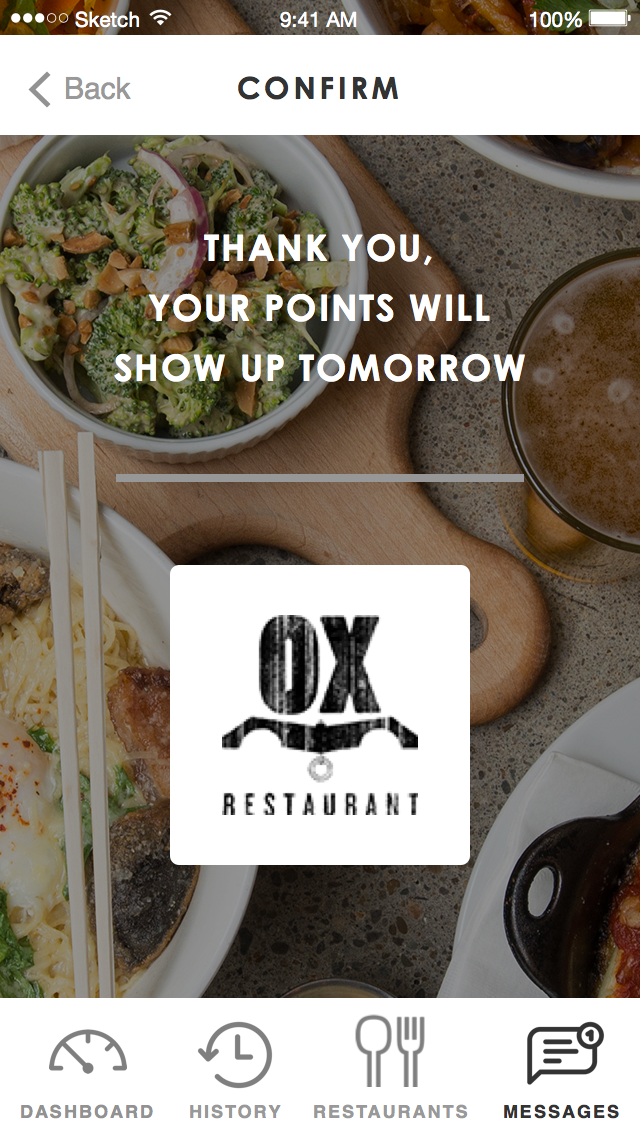 Sketch 9:41 AM 100%
Back CONFIRM
THANK YOU,
YOUR POINTS WILL
SHOW UP TOMORROW
OX
RESTAURANT
1
DASHBOARD HISTORY RESTAURANTS MESSAGES